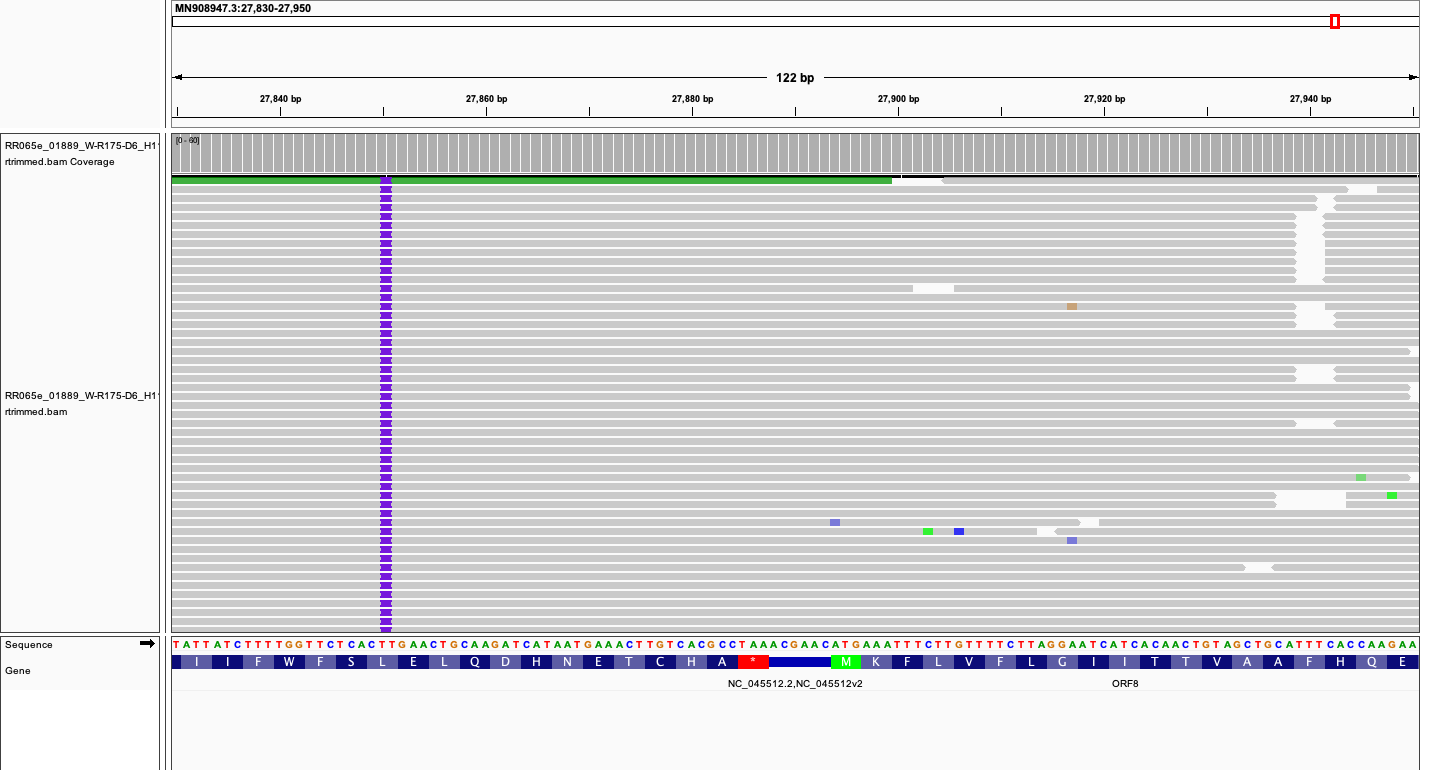 MN908947.3:27,830-27,950
122 bp
27,840 bp 27,860 bp 27,880 bp 27,900 bp 27,920 bp 27,940 bp
RR065e_01889_W-R175-D6_H1
rtrimmed.bam Coverage
[0 - 60]
RR065e_01889_W-R175-D6_H1
rtrimmed.bam
Sequence
TATTATCTTTTGGTTCTCACTTGAACTGCAAGATCATAATGAAACTTGTCACGCCTAAACGAACATGAAATTTCTTGTTTTCTTAGGAATCATCACAACTGTAGCTGCATTTCACCAAGAA
Gene
I I F W F S L E L Q D H N E T C H A * M K F L V F L G I I T T V A A F H Q E
NC_045512.2,NC_045512v2 ORF8